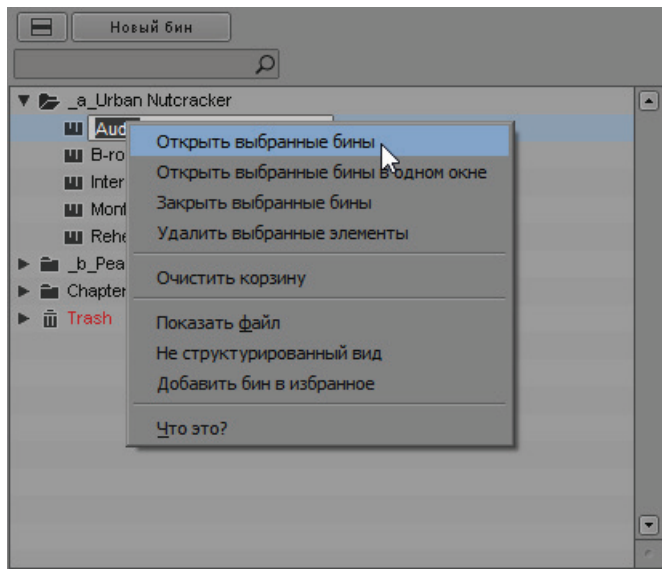 Новый бин
_a_Urban Nutcracker
Aud
B-ro
Inter
Mont
Rehe
_b_Pea
Chapter
Trash
Открыть выбранные бины
Открыть выбранные бины в одном окне
Закрыть выбранные бины
Удалить выбранные элементы
Очистить корзину
Показать файл
Не структурированный вид
Добавить бин в избранное
Что это?